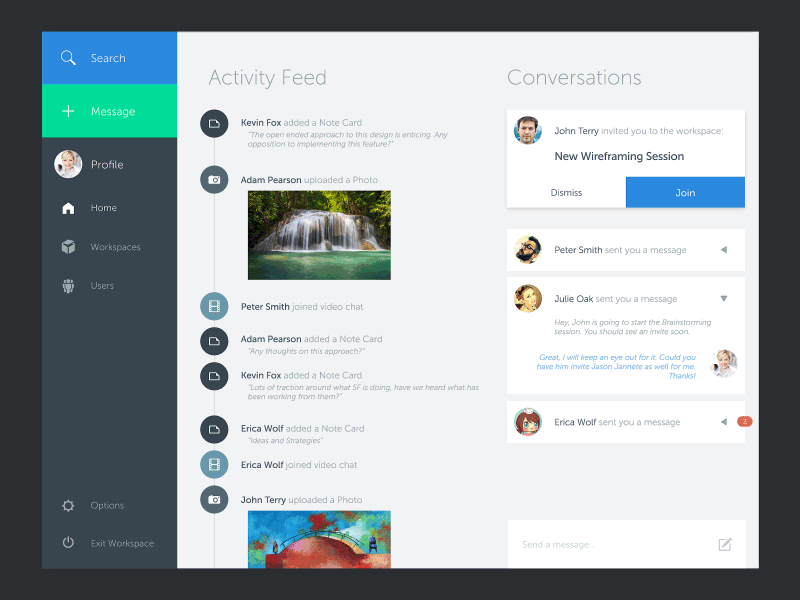 Search
Message
Profile
Home
Workspaces
Users
Options
Exit Workspace
Activity Feed
Kevin Fox added a Note Card
"The open ended approach to this design is enticing. Any
opposition to implementing this feature?"
Adam Pearson uploaded a Photo
Peter Smith joined video chat
Adam Pearson added a Note Card
"Any thoughts on this approach?"
Kevin Fox added a Note Card
"Lots of traction around what SF is doing, have we heard what has
been working from them?"
Erica Wolf added a Note Card
"Ideas and Strategies"
Erica Wolf joined video chat
John Terry uploaded a Photo
Conversations
John Terry invited you to the workspace:
New Wireframing Session
Dismiss
Join
Peter Smith sent you a message
Julie Oak sent you a message
Hey, John is going to start the Brainstorming
session. You should see an invite soon.
Great, I will keep an eye out for it. Could you
have him invite Jason Jannete as well for me.
Thanks!
Erica Wolf sent you a message
3
Send a message...